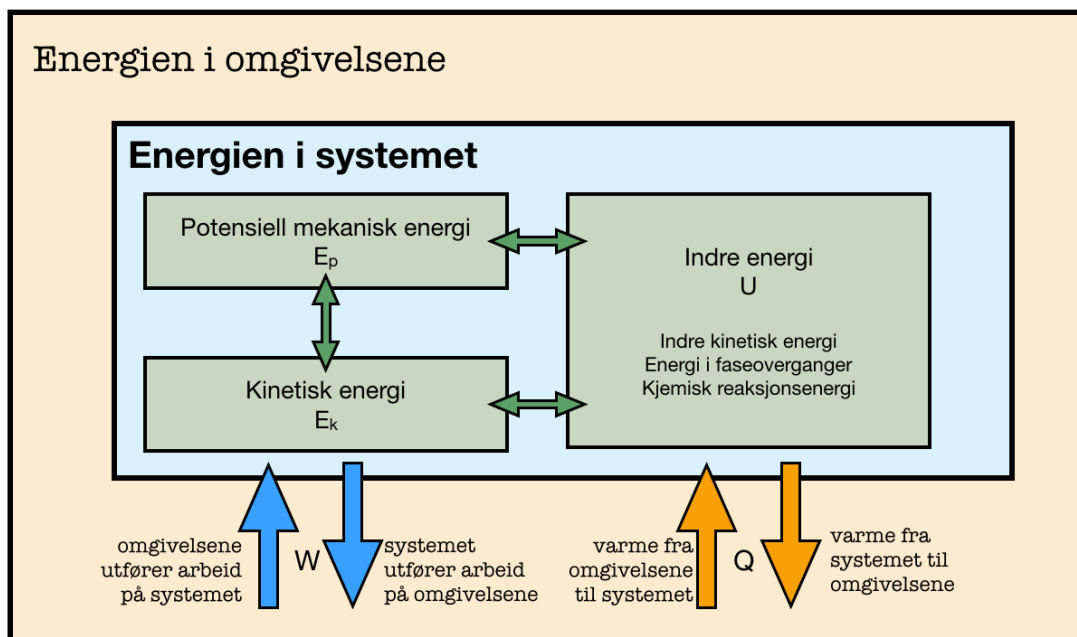 Energien i omgivelsene
Energien i systemet
Potensiell mekanisk energi
Ep
Kinetisk energi
Ek
Indre energi
U
Indre kinetisk energi
Energi i faseoverganger
Kjemisk reaksjonsenergi
omgivelsene
utfører arbeid
på systemet
W
systemet
utfører arbeid
på omgivelsene
varme fra
omgivelsene
til systemet
Q
varme fra
systemet til
omgivelsene